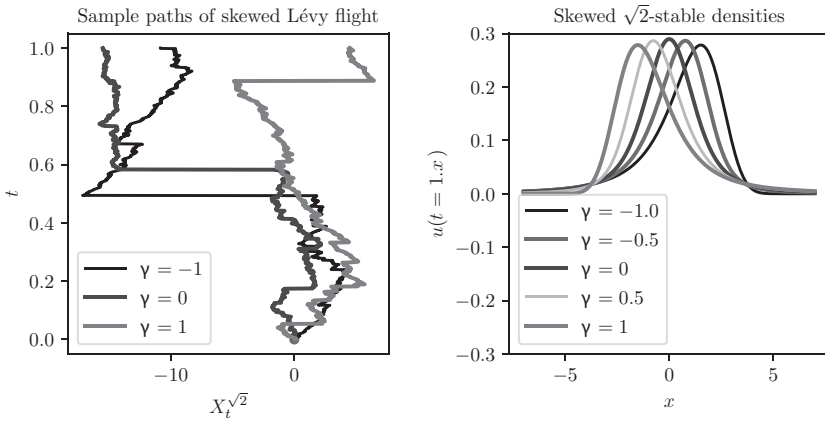 Sample paths of skewed Lévy flight
1.0
0.8
0.6
0.4
0.2
0.0
t
γ = −1
γ = 0
γ = 1
−10
0
X_t^{√2}
Skewed √2-stable densities
0.3
0.2
0.1
0.0
−0.1
−0.2
−0.3
u(t = 1.x)
γ = −1.0
γ = −0.5
γ = 0
γ = 0.5
γ = 1
−5
0
5
x